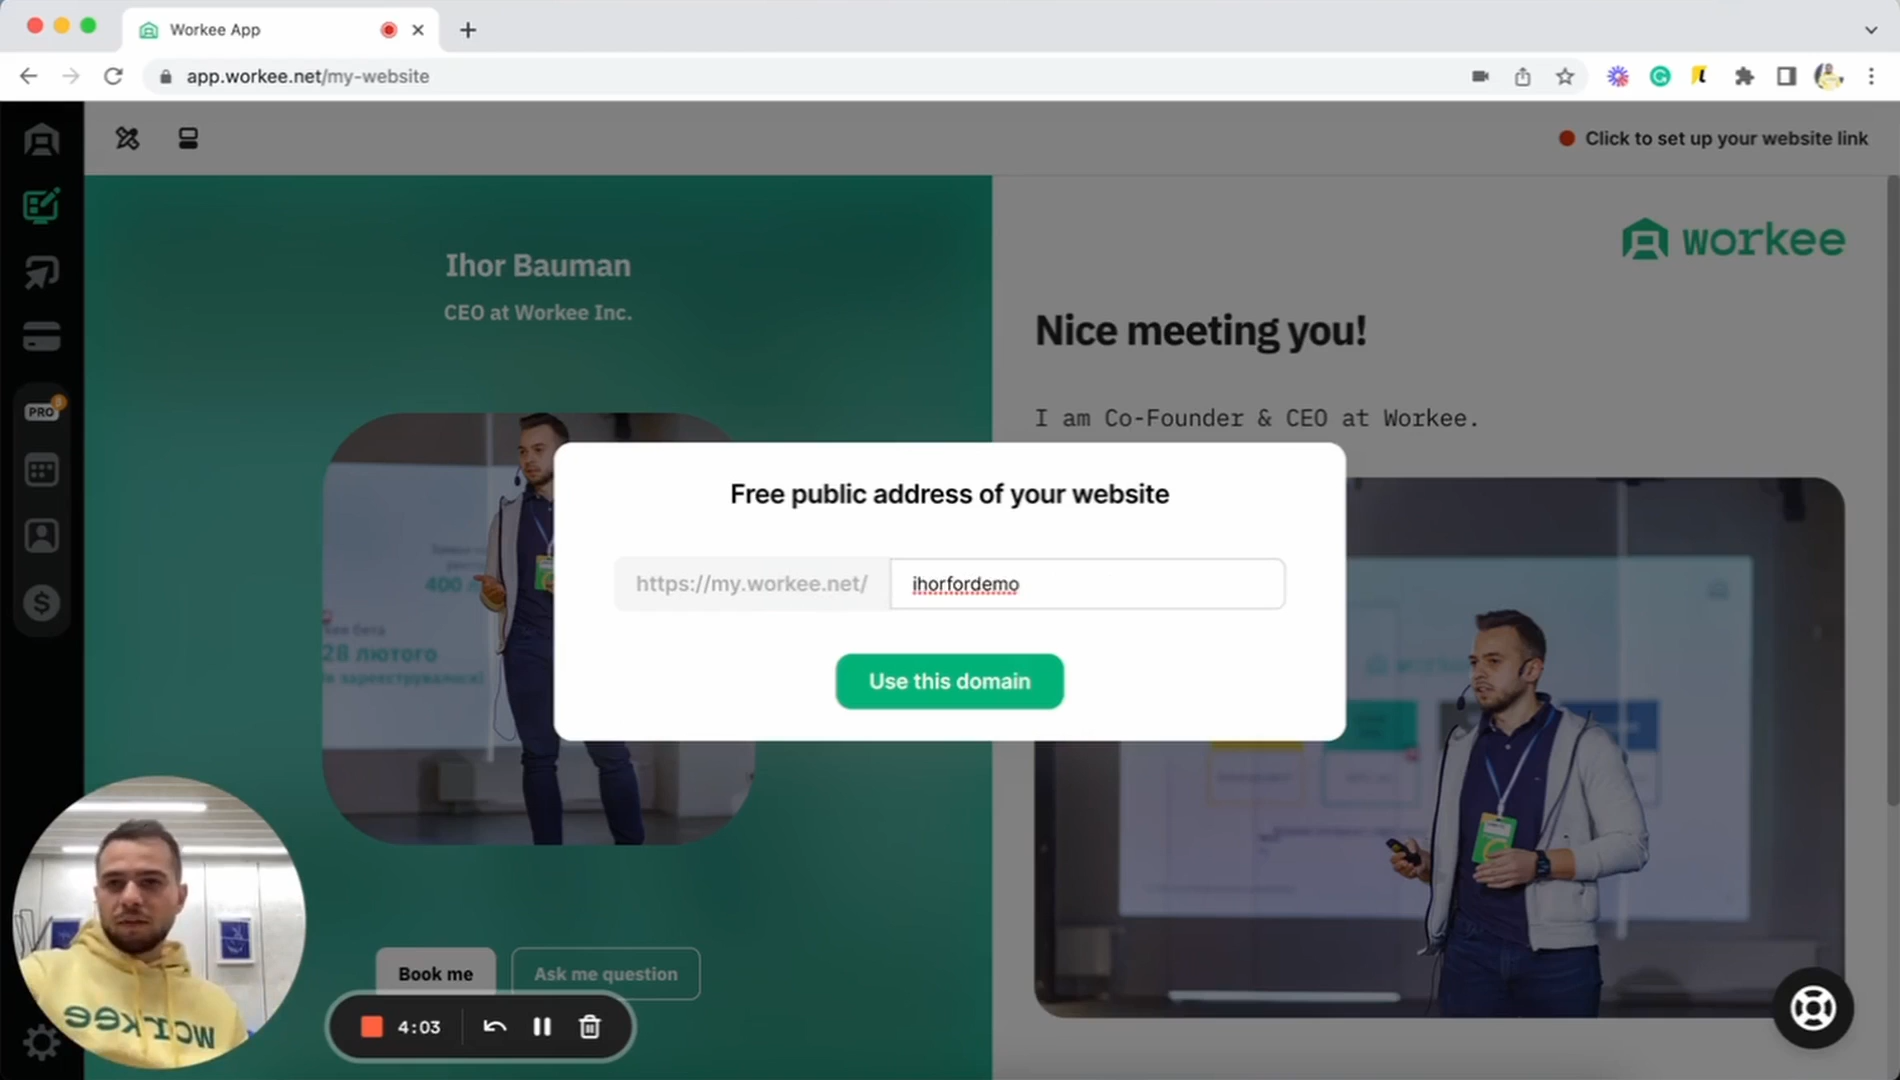 Workee App
app.workee.net/my-website
Click to set up your website link
PRO
Ihor Bauman
CEO at Workee Inc.
workee
Nice meeting you!
I am Co-Founder & CEO at Workee.
Free public address of your website
https://my.workee.net/
ihorfordemo
Use this domain
28 лютого
Book me
Ask me question
4:03
workee